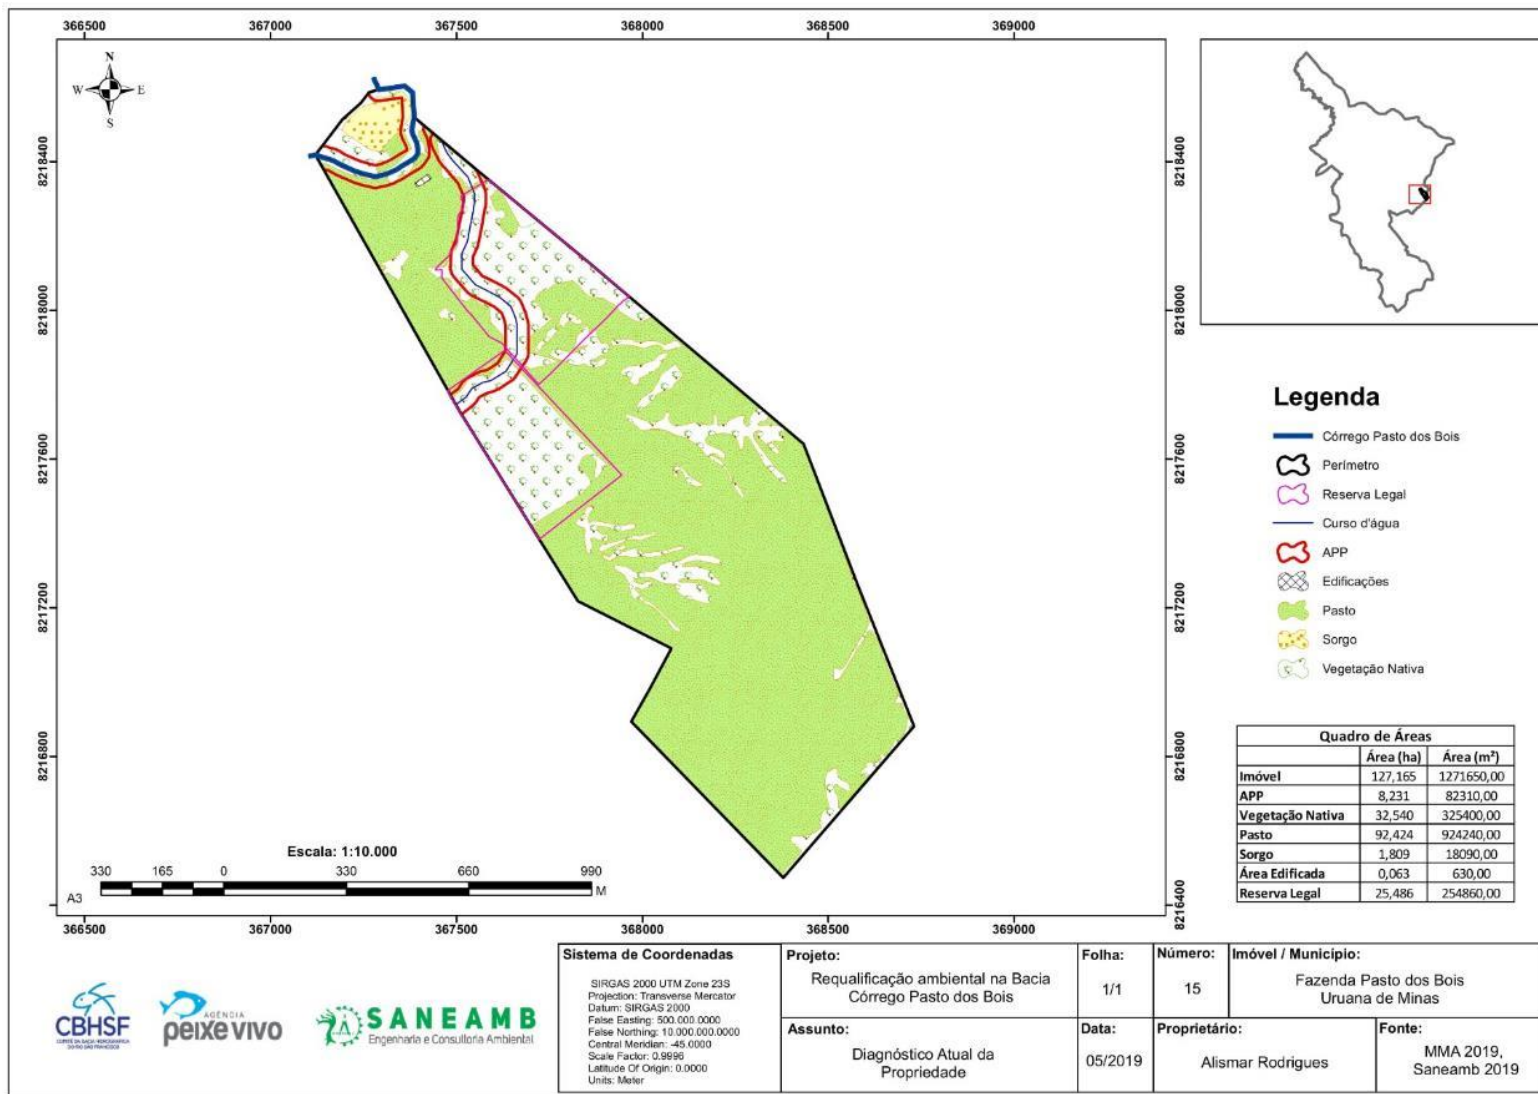 366500 367000 367500 368000 368500 369000
N
W E
S
8218400 8218400
8218000 8218000
8217600 8217600
8217200 8217200
8216800 8216800
8216400
Escala: 1:10.000
330 165 0 330 660 990
M
A3
366500 367000 367500 368000 368500 369000
Legenda
Córrego Pasto dos Bois
Perímetro
Reserva Legal
Curso d'água
APP
Edificações
Pasto
Sorgo
Vegetação Nativa
Quadro de Áreas
Área (ha) Área (m²)
Imóvel 127,165 1271650,00
APP 8,231 82310,00
Vegetação Nativa 32,540 325400,00
Pasto 92,424 924240,00
Sorgo 1,809 18090,00
Área Edificada 0,063 630,00
Reserva Legal 25,486 254860,00
CBHSF
AGÊNCIA
peixe vivo
SANEAMB
Engenharia e Consultoria Ambiental
Sistema de Coordenadas
SIRGAS 2000 UTM Zone 23S
Projection: Transverse Mercator
Datum: SIRGAS 2000
False Easting: 500.000.0000
False Northing: 10.000.000.0000
Central Meridian: -45.0000
Scale Factor: 0.9996
Latitude Of Origin: 0.0000
Units: Meter
Projeto:
Requalificação ambiental na Bacia
Córrego Pasto dos Bois
Folha:
1/1
Número:
15
Imóvel / Município:
Fazenda Pasto dos Bois
Uruana de Minas
Assunto:
Diagnóstico Atual da
Propriedade
Data:
05/2019
Proprietário:
Alismar Rodrigues
Fonte:
MMA 2019,
Saneamb 2019